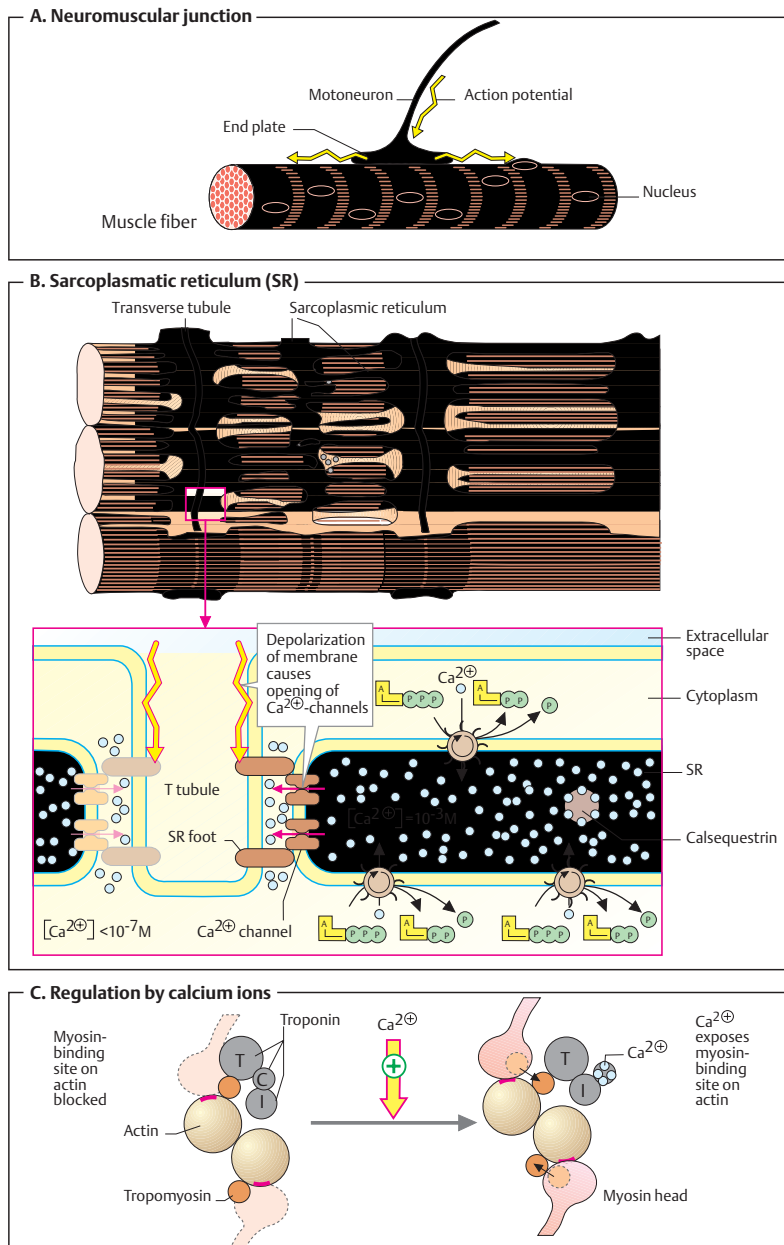 A. Neuromuscular junction
Motoneuron
Action potential
End plate
Nucleus
Muscle fiber
B. Sarcoplasmatic reticulum (SR)
Transverse tubule
Sarcoplasmic reticulum
Depolarization
of membrane
causes
opening of
Ca²⊕-channels
Extracellular
space
Ca²⊕
A
P P P
A
P P
P
Cytoplasm
T tubule
SR
[Ca²⊕]=10⁻³M
SR foot
Calsequestrin
[Ca²⊕] <10⁻⁷M
Ca²⊕ channel
A
P P P
A
P P
P
A
P P P
A
P P
P
C. Regulation by calcium ions
Myosin-
binding
site on
actin
blocked
Troponin
T
C
I
Actin
Tropomyosin
Ca²⊕
+
T
I
Ca²⊕
Ca²⊕
exposes
myosin-
binding
site on
actin
Myosin head